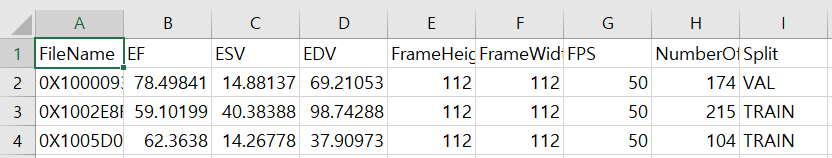 A B C D E F G H I
1 FileName EF ESV EDV FrameHeig FrameWidt FPS NumberOf Split
2 0X100009 78.49841 14.88137 69.21053 112 112 50 174 VAL
3 0X1002E8 59.10199 40.38388 98.74288 112 112 50 215 TRAIN
4 0X1005D0 62.3638 14.26778 37.90973 112 112 50 104 TRAIN